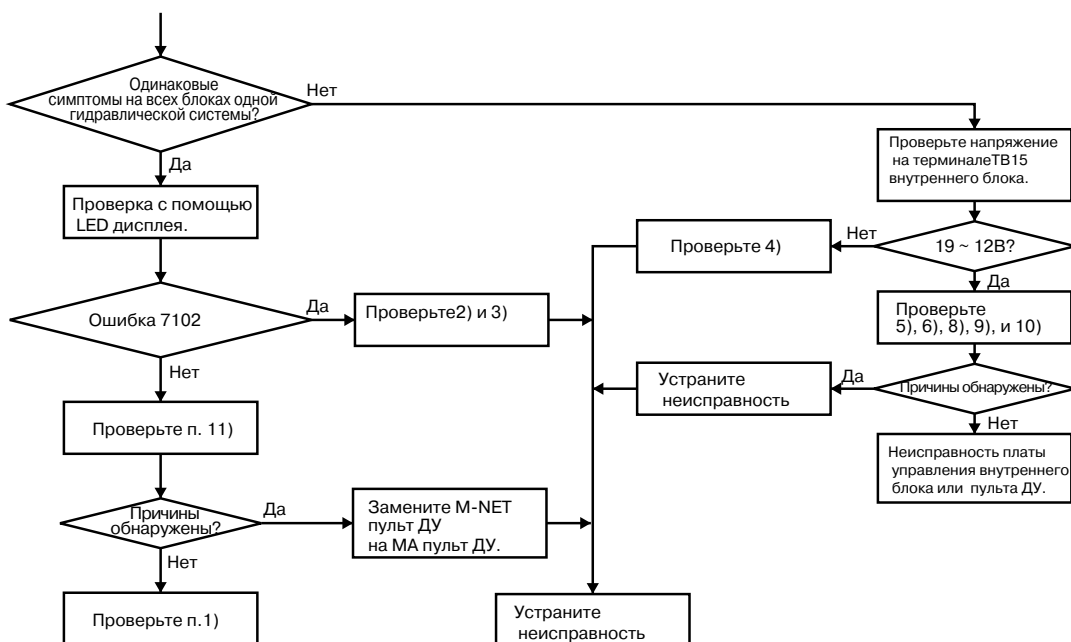 Одинаковые
симптомы на всех блоках одной
гидравлической системы?
Нет
Да
Проверьте напряжение
на терминалеТВ15
внутреннего блока.
Проверка с помощью
LED дисплея.
Проверьте 4)
Нет
19 ~ 12В?
Да
Ошибка 7102
Да
Проверьте2) и 3)
Проверьте
5), 6), 8), 9), и 10)
Нет
Устраните
неисправность
Да
Причины обнаружены?
Нет
Проверьте п. 11)
Неисправность платы
управления внутреннего
блока или пульта ДУ.
Причины
обнаружены?
Да
Замените M-NET
пульт ДУ
на МА пульт ДУ.
Нет
Проверьте п.1)
Устраните
неисправность